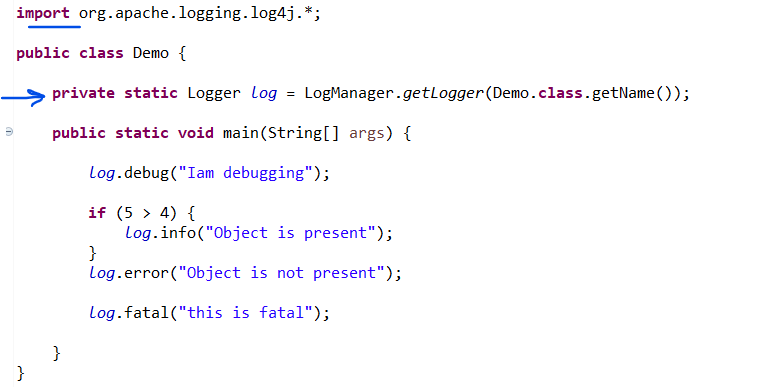 import org.apache.logging.log4j.*;
public class Demo {
private static Logger log = LogManager.getLogger(Demo.class.getName());
public static void main(String[] args) {
log.debug("Iam debugging");
if (5 > 4) {
log.info("Object is present");
}
log.error("Object is not present");
log.fatal("this is fatal");
}
}